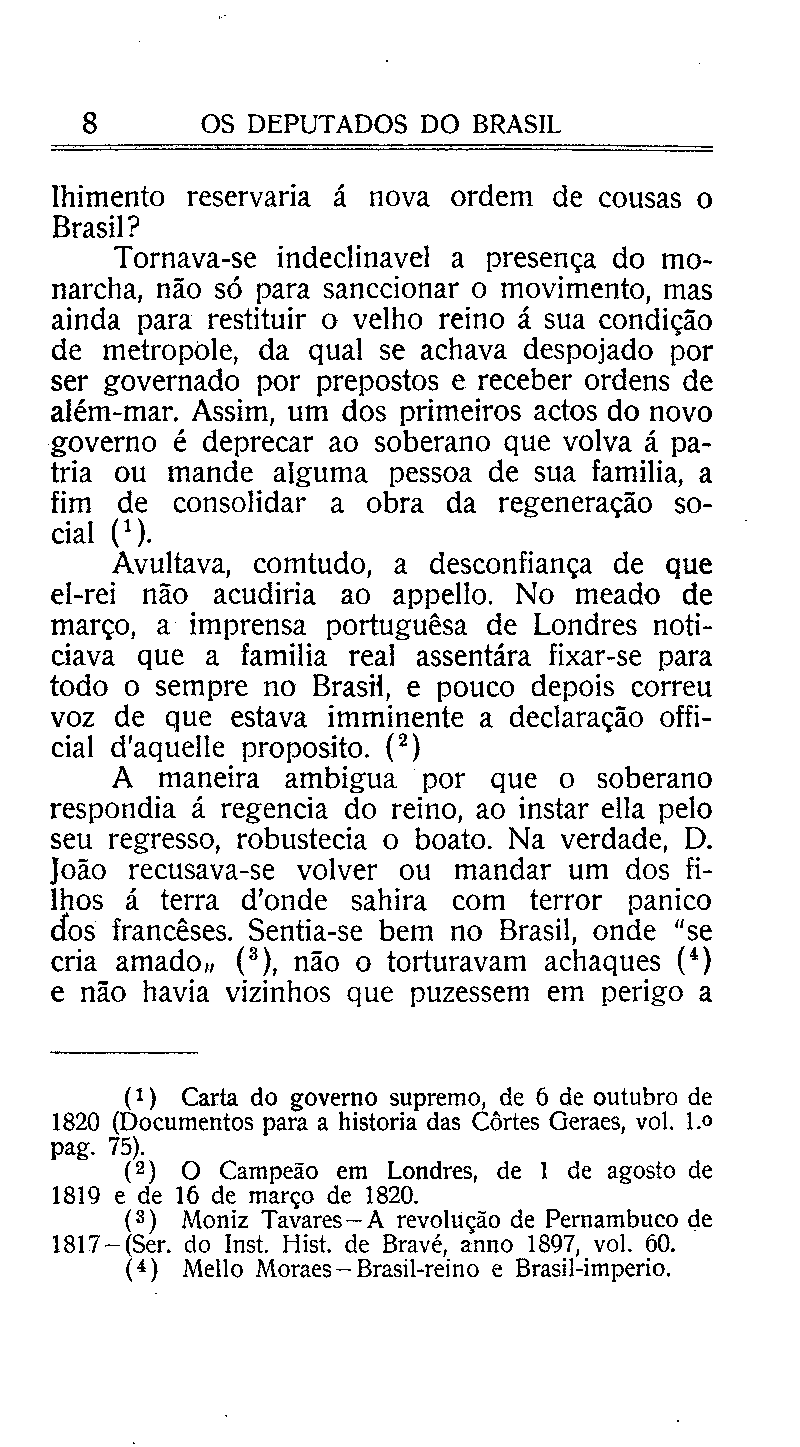 8 OS DEPUTADOS DO BRASIL
lhimento reservaria á nova ordem de cousas o
Brasil?
Tornava-se indeclinavel a presença do mo-
narcha, não só para sanccionar o movimento, mas
ainda para restituir o velho reino á sua condição
de metropole, da qual se achava despojado por
ser governado por prepostos e receber ordens de
além-mar. Assim, um dos primeiros actos do novo
governo é deprecar ao soberano que volva á pa-
tria ou mande alguma pessoa de sua familia, a
fim de consolidar a obra da regeneração so-
cial (¹).
Avultava, comtudo, a desconfiança de que
el-rei não acudiria ao appello. No meado de
março, a imprensa portuguêsa de Londres noti-
ciava que a familia real assentára fixar-se para
todo o sempre no Brasil, e pouco depois correu
voz de que estava imminente a declaração offi-
cial d'aquelle proposito. (²)
A maneira ambigua por que o soberano
respondia á regencia do reino, ao instar ella pelo
seu regresso, robustecia o boato. Na verdade, D.
João recusava-se volver ou mandar um dos fi-
lhos á terra d'onde sahira com terror panico
dos francêses. Sentia-se bem no Brasil, onde "se
cria amado„ (³), não o torturavam achaques (⁴)
e não havia vizinhos que puzessem em perigo a
(¹) Carta do governo supremo, de 6 de outubro de
1820 (Documentos para a historia das Côrtes Geraes, vol. 1.º
pag. 75).
(²) O Campeão em Londres, de 1 de agosto de
1819 e de 16 de março de 1820.
(³) Moniz Tavares—A revolução de Pernambuco de
1817—(Ser. do Inst. Hist. de Bravé, anno 1897, vol. 60.
(⁴) Mello Moraes—Brasil-reino e Brasil-imperio.